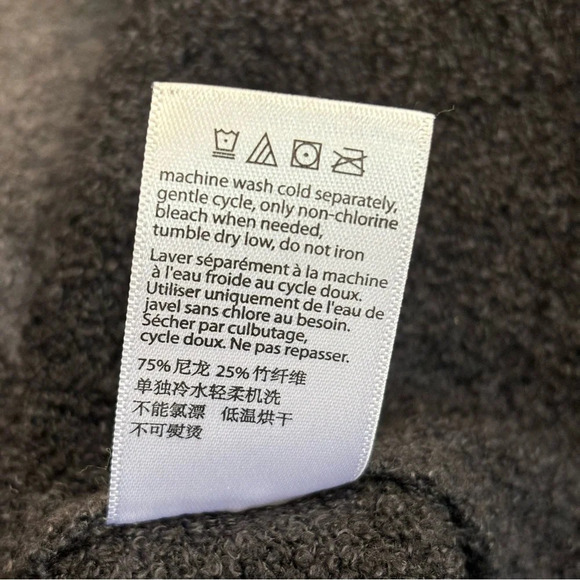 machine wash cold separately,
gentle cycle, only non-chlorine
bleach when needed,
tumble dry low, do not iron
Laver séparément à la machine
à l'eau froide au cycle doux.
Utiliser uniquement de l'eau de
javel sans chlore au besoin.
Sécher par culbutage,
cycle doux. Ne pas repasser.
75% 尼龙 25% 竹纤维
单独冷水轻柔机洗
不能氯漂 低温烘干
不可熨烫